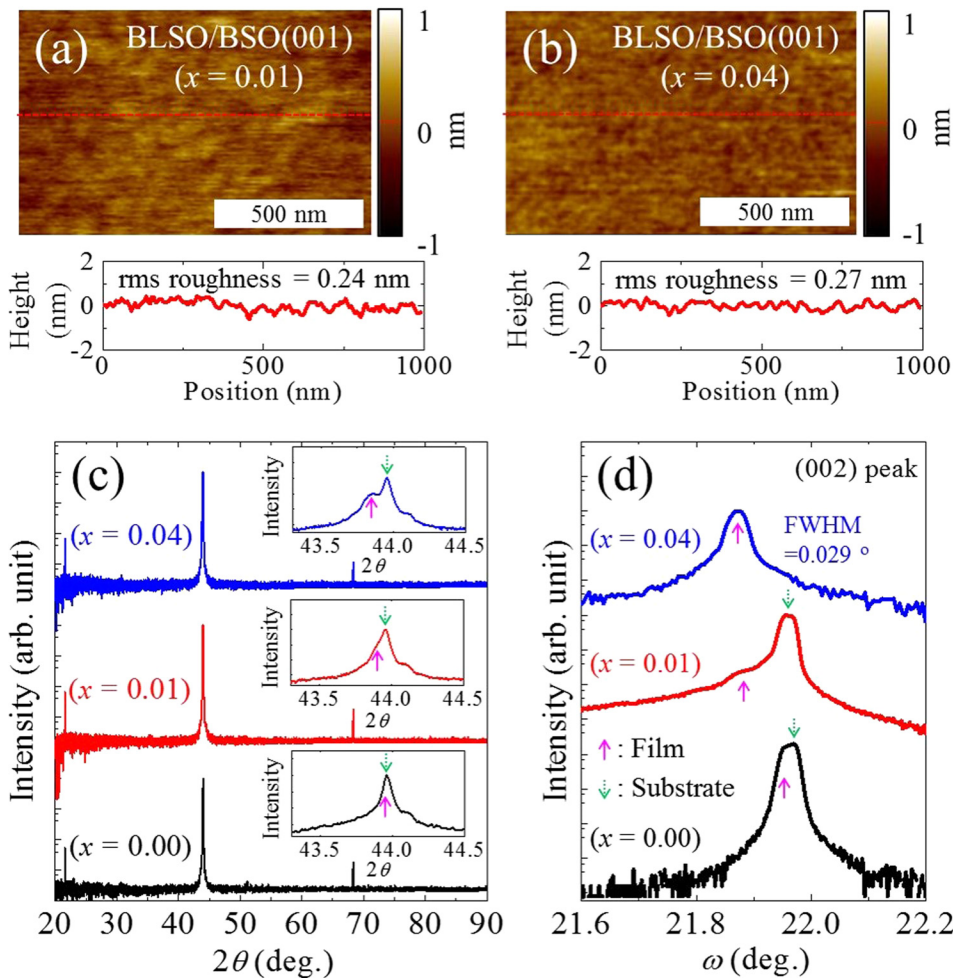 (a)
BLSO/BSO(001)
(x = 0.01)
500 nm
1
0
-1
nm
(b)
BLSO/BSO(001)
(x = 0.04)
500 nm
1
0
-1
nm
Height
(nm)
2
0
-2
rms roughness = 0.24 nm
0
500
1000
Position (nm)
Height
(nm)
2
0
-2
rms roughness = 0.27 nm
0
500
1000
Position (nm)
(c)
Intensity (arb. unit)
(x = 0.04)
(x = 0.01)
(x = 0.00)
Intensity
43.5 44.0 44.5
2θ
Intensity
43.5 44.0 44.5
2θ
Intensity
43.5 44.0 44.5
2θ
20 30 40 50 60 70 80 90
2θ (deg.)
(d)
(002) peak
Intensity (arb. unit)
(x = 0.04)
FWHM
=0.029 °
(x = 0.01)
: Film
: Substrate
(x = 0.00)
21.6 21.8 22.0 22.2
ω (deg.)